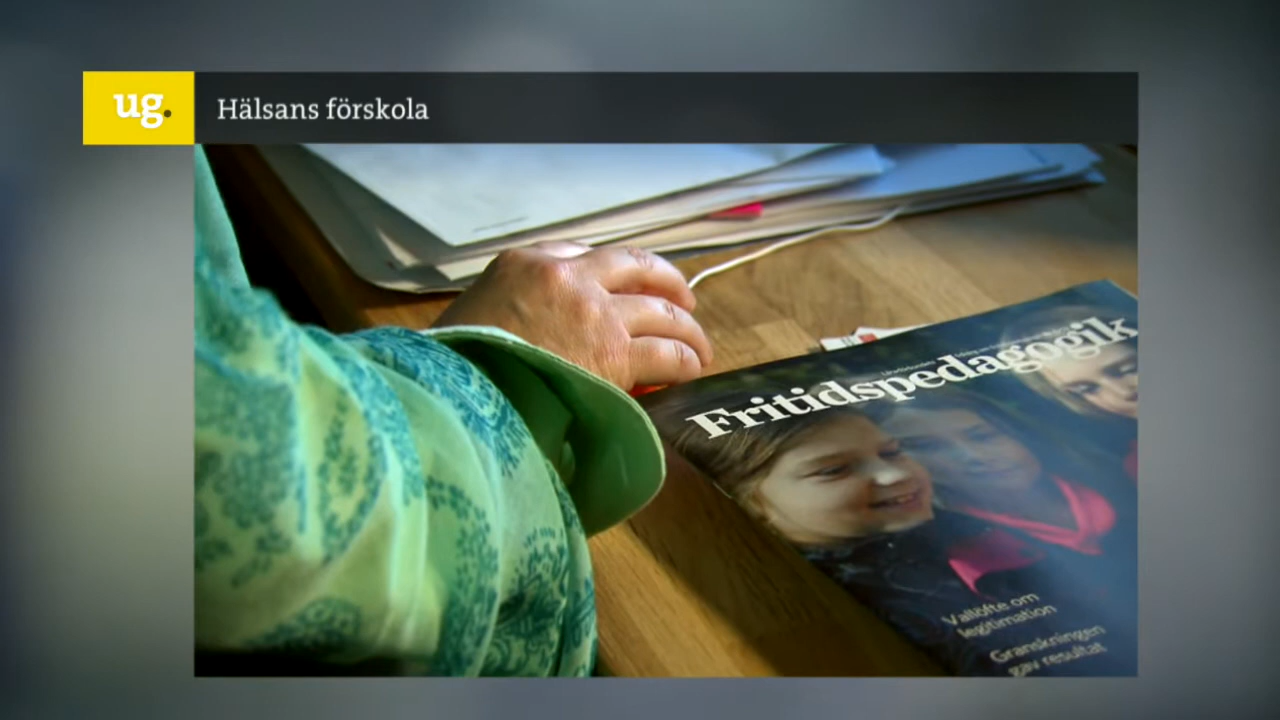 ug.
Hälsans förskola
Fritidspedagogik
Vallöfte om
legitimation
Granskningen
gav resultat